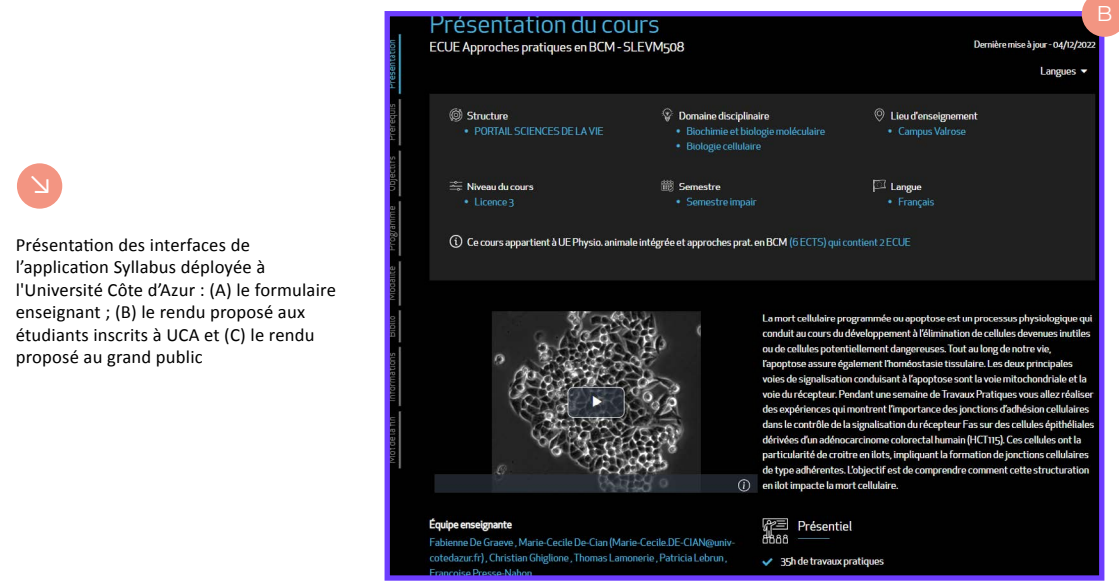 B
Présentation du cours
ECUE Approches pratiques en BCM - SLEVM508
Dernière mise à jour - 04/12/2022
Langues
Présentation
Prérequis
Objectifs
Programme
Modalité
Biblio
Informations
Mot de la fin
Structure
• PORTAIL SCIENCES DE LA VIE
Domaine disciplinaire
• Biochimie et biologie moléculaire
• Biologie cellulaire
Lieu d'enseignement
• Campus Valrose
Niveau du cours
• Licence 3
Semestre
• Semestre impair
Langue
• Français
Ce cours appartient à UE Physio. animale intégrée et approches prat. en BCM (6 ECTS) qui contient 2 ECUE
Présentation des interfaces de
l’application Syllabus déployée à
l'Université Côte d’Azur : (A) le formulaire
enseignant ; (B) le rendu proposé aux
étudiants inscrits à UCA et (C) le rendu
proposé au grand public
La mort cellulaire programmée ou apoptose est un processus physiologique qui
conduit au cours du développement à l'élimination de cellules devenues inutiles
ou de cellules potentiellement dangereuses. Tout au long de notre vie,
l'apoptose assure également l'homéostasie tissulaire. Les deux principales
voies de signalisation conduisant à l'apoptose sont la voie mitochondriale et la
voie du récepteur. Pendant une semaine de Travaux Pratiques vous allez réaliser
des expériences qui montrent l'importance des jonctions d'adhésion cellulaires
dans le contrôle de la signalisation du récepteur Fas sur des cellules épithéliales
dérivées d'un adénocarcinome colorectal humain (HCT115). Ces cellules ont la
particularité de croitre en ilots, impliquant la formation de jonctions cellulaires
de type adhérentes. L'objectif est de comprendre comment cette structuration
en ilot impacte la mort cellulaire.
Équipe enseignante
Fabienne De Graeve , Marie-Cecile De-Cian (Marie-Cecile.DE-CIAN@univ-
cotedazur.fr) , Christian Ghiglione , Thomas Lamonerie , Patricia Lebrun ,
Francoise Presse-Nahon
Présentiel
35h de travaux pratiques